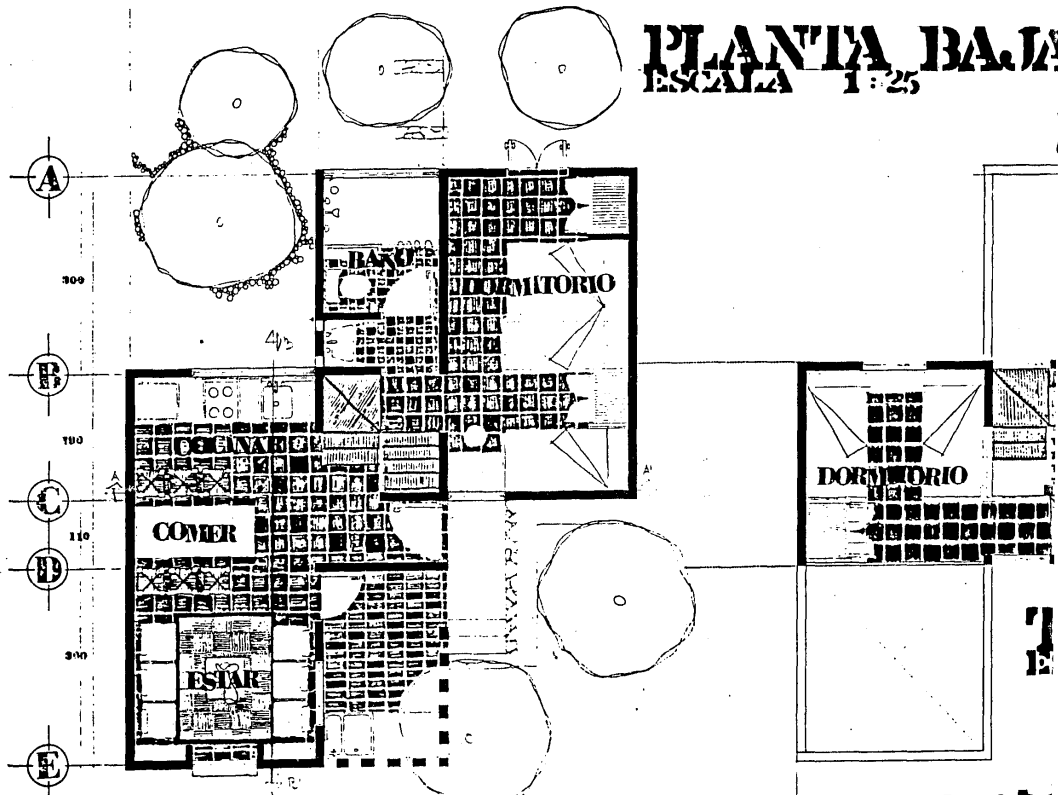 PLANTA BAJA
ESCALA 1:25
A
300
BAÑO
DORMITORIO
B
190
COCINAR
DORMITORIO
C
COMER
110
D
300
ESTAR
E